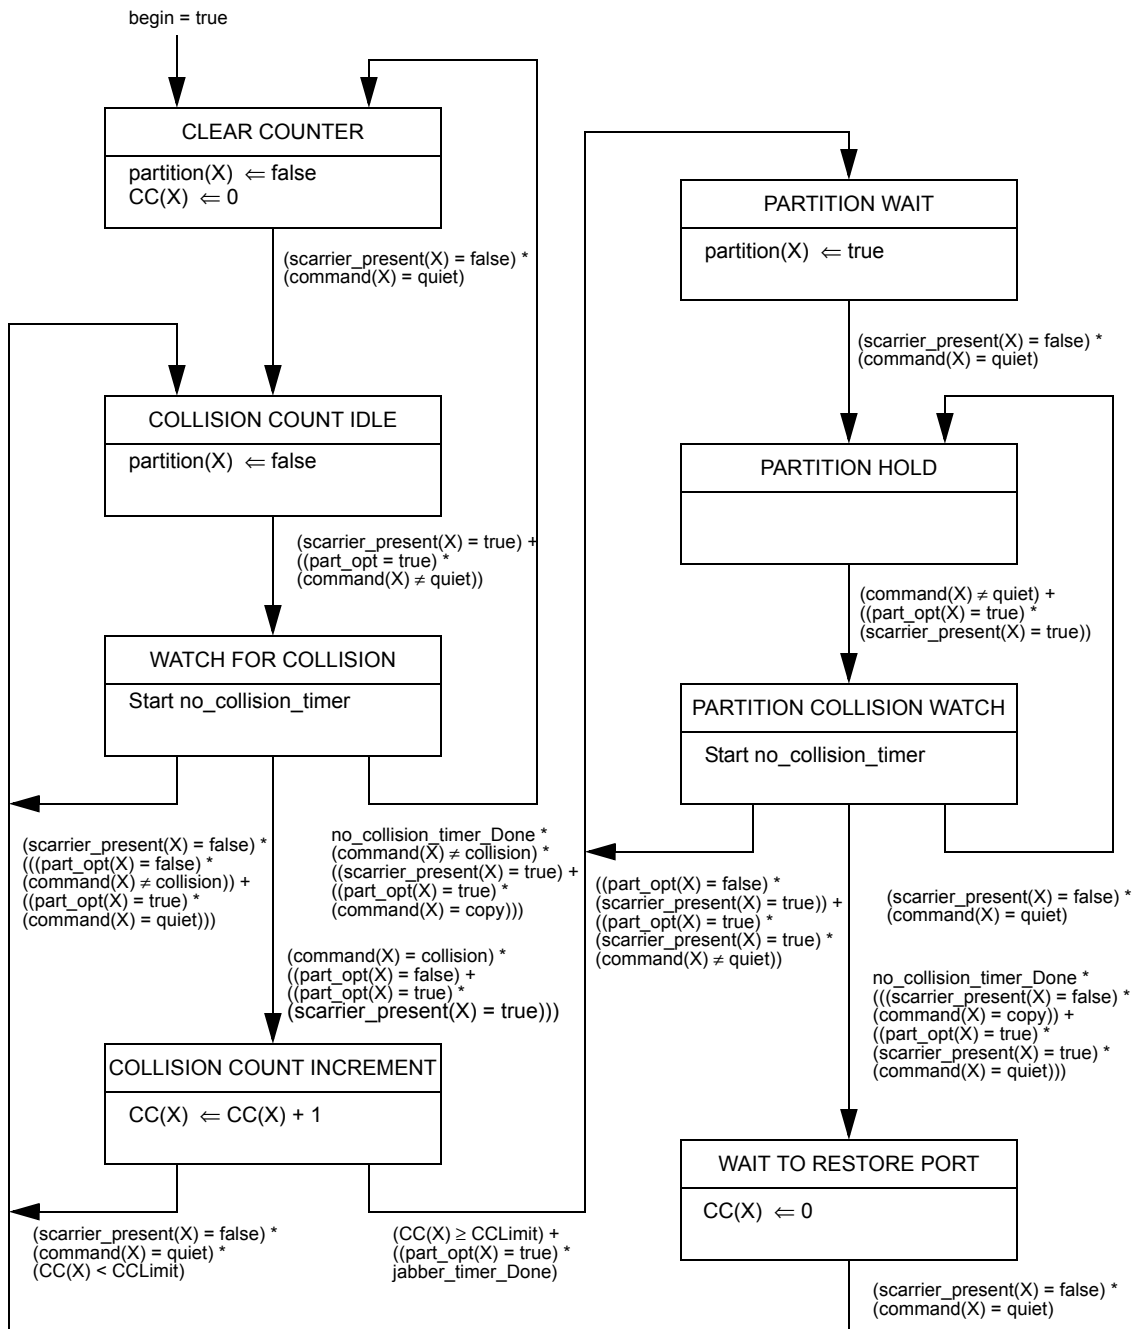 begin = true
CLEAR COUNTER
partition(X) ⇐ false
CC(X) ⇐ 0
(scarrier_present(X) = false) *
(command(X) = quiet)
COLLISION COUNT IDLE
partition(X) ⇐ false
(scarrier_present(X) = true) +
((part_opt = true) *
(command(X) ≠ quiet))
WATCH FOR COLLISION
Start no_collision_timer
(scarrier_present(X) = false) *
(((part_opt(X) = false) *
(command(X) ≠ collision)) +
((part_opt(X) = true) *
(command(X) = quiet)))
no_collision_timer_Done *
(command(X) ≠ collision) *
((scarrier_present(X) = true) +
((part_opt(X) = true) *
(command(X) = copy)))
(command(X) = collision) *
((part_opt(X) = false) +
((part_opt(X) = true) *
(scarrier_present(X) = true)))
COLLISION COUNT INCREMENT
CC(X) ⇐ CC(X) + 1
(scarrier_present(X) = false) *
(command(X) = quiet) *
(CC(X) < CCLimit)
(CC(X) ≥ CCLimit) +
((part_opt(X) = true) *
jabber_timer_Done)
PARTITION WAIT
partition(X) ⇐ true
(scarrier_present(X) = false) *
(command(X) = quiet)
PARTITION HOLD
(command(X) ≠ quiet) +
((part_opt(X) = true) *
(scarrier_present(X) = true))
PARTITION COLLISION WATCH
Start no_collision_timer
((part_opt(X) = false) *
(scarrier_present(X) = true)) +
((part_opt(X) = true) *
(scarrier_present(X) = true) *
(command(X) ≠ quiet))
(scarrier_present(X) = false) *
(command(X) = quiet)
no_collision_timer_Done *
(((scarrier_present(X) = false) *
(command(X) = copy)) +
((part_opt(X) = true) *
(scarrier_present(X) = true) *
(command(X) = quiet)))
WAIT TO RESTORE PORT
CC(X) ⇐ 0
(scarrier_present(X) = false) *
(command(X) = quiet)